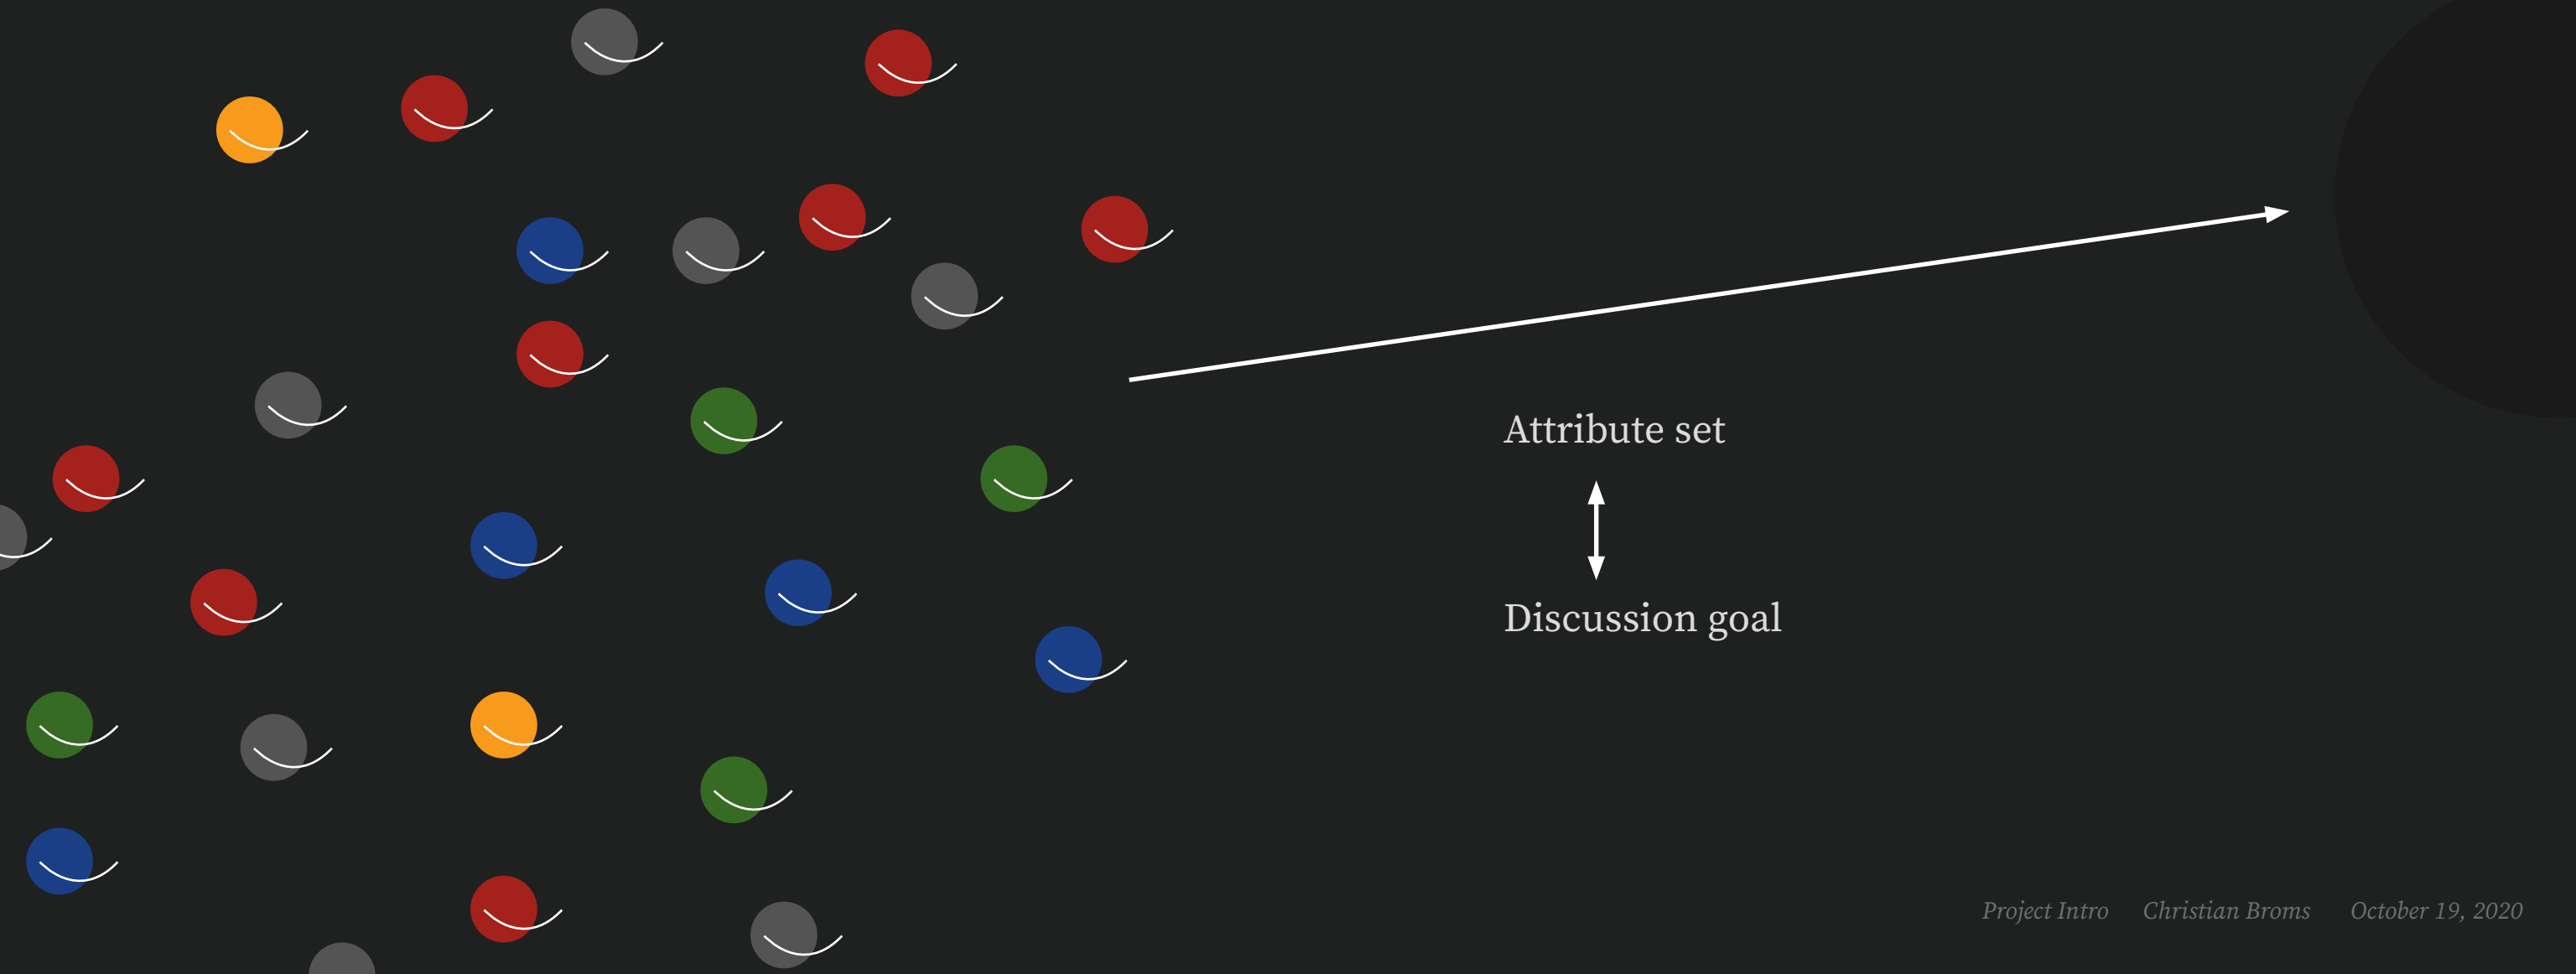 Attribute set
Discussion goal
Project Intro Christian Broms October 19, 2020